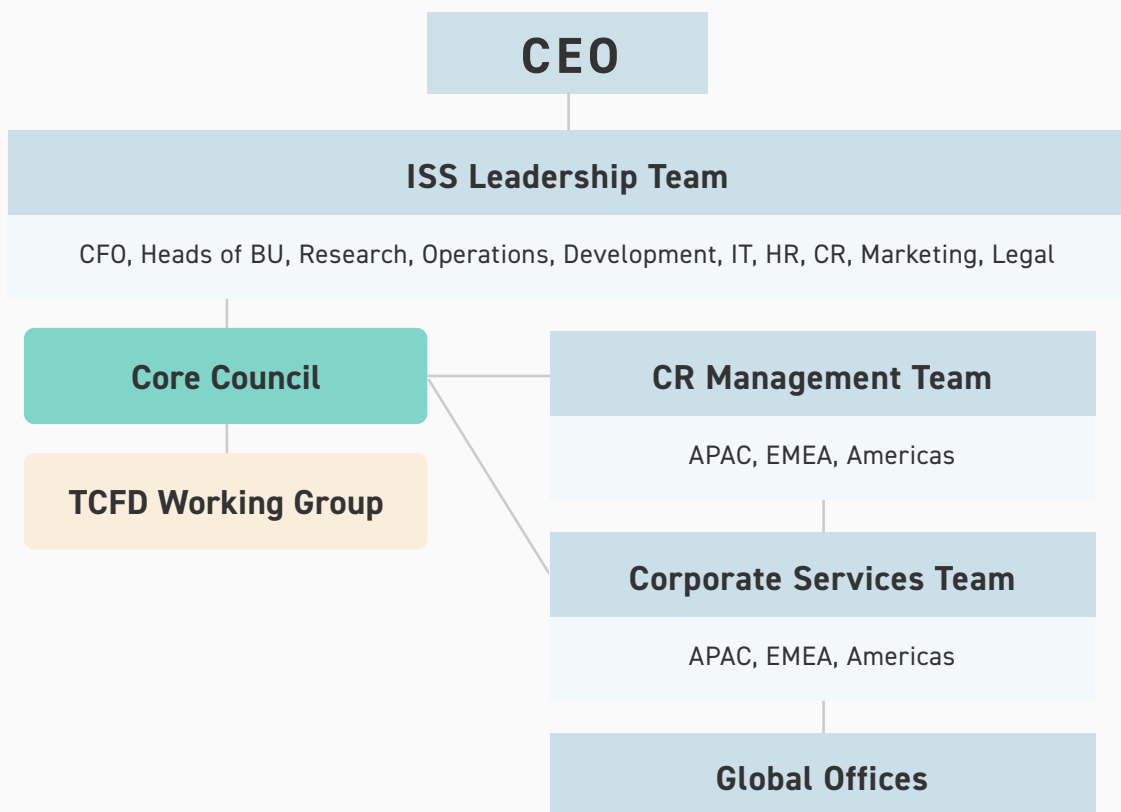 CEO
ISS Leadership Team
CFO, Heads of BU, Research, Operations, Development, IT, HR, CR, Marketing, Legal
Core Council
TCFD Working Group
CR Management Team
APAC, EMEA, Americas
Corporate Services Team
APAC, EMEA, Americas
Global Offices